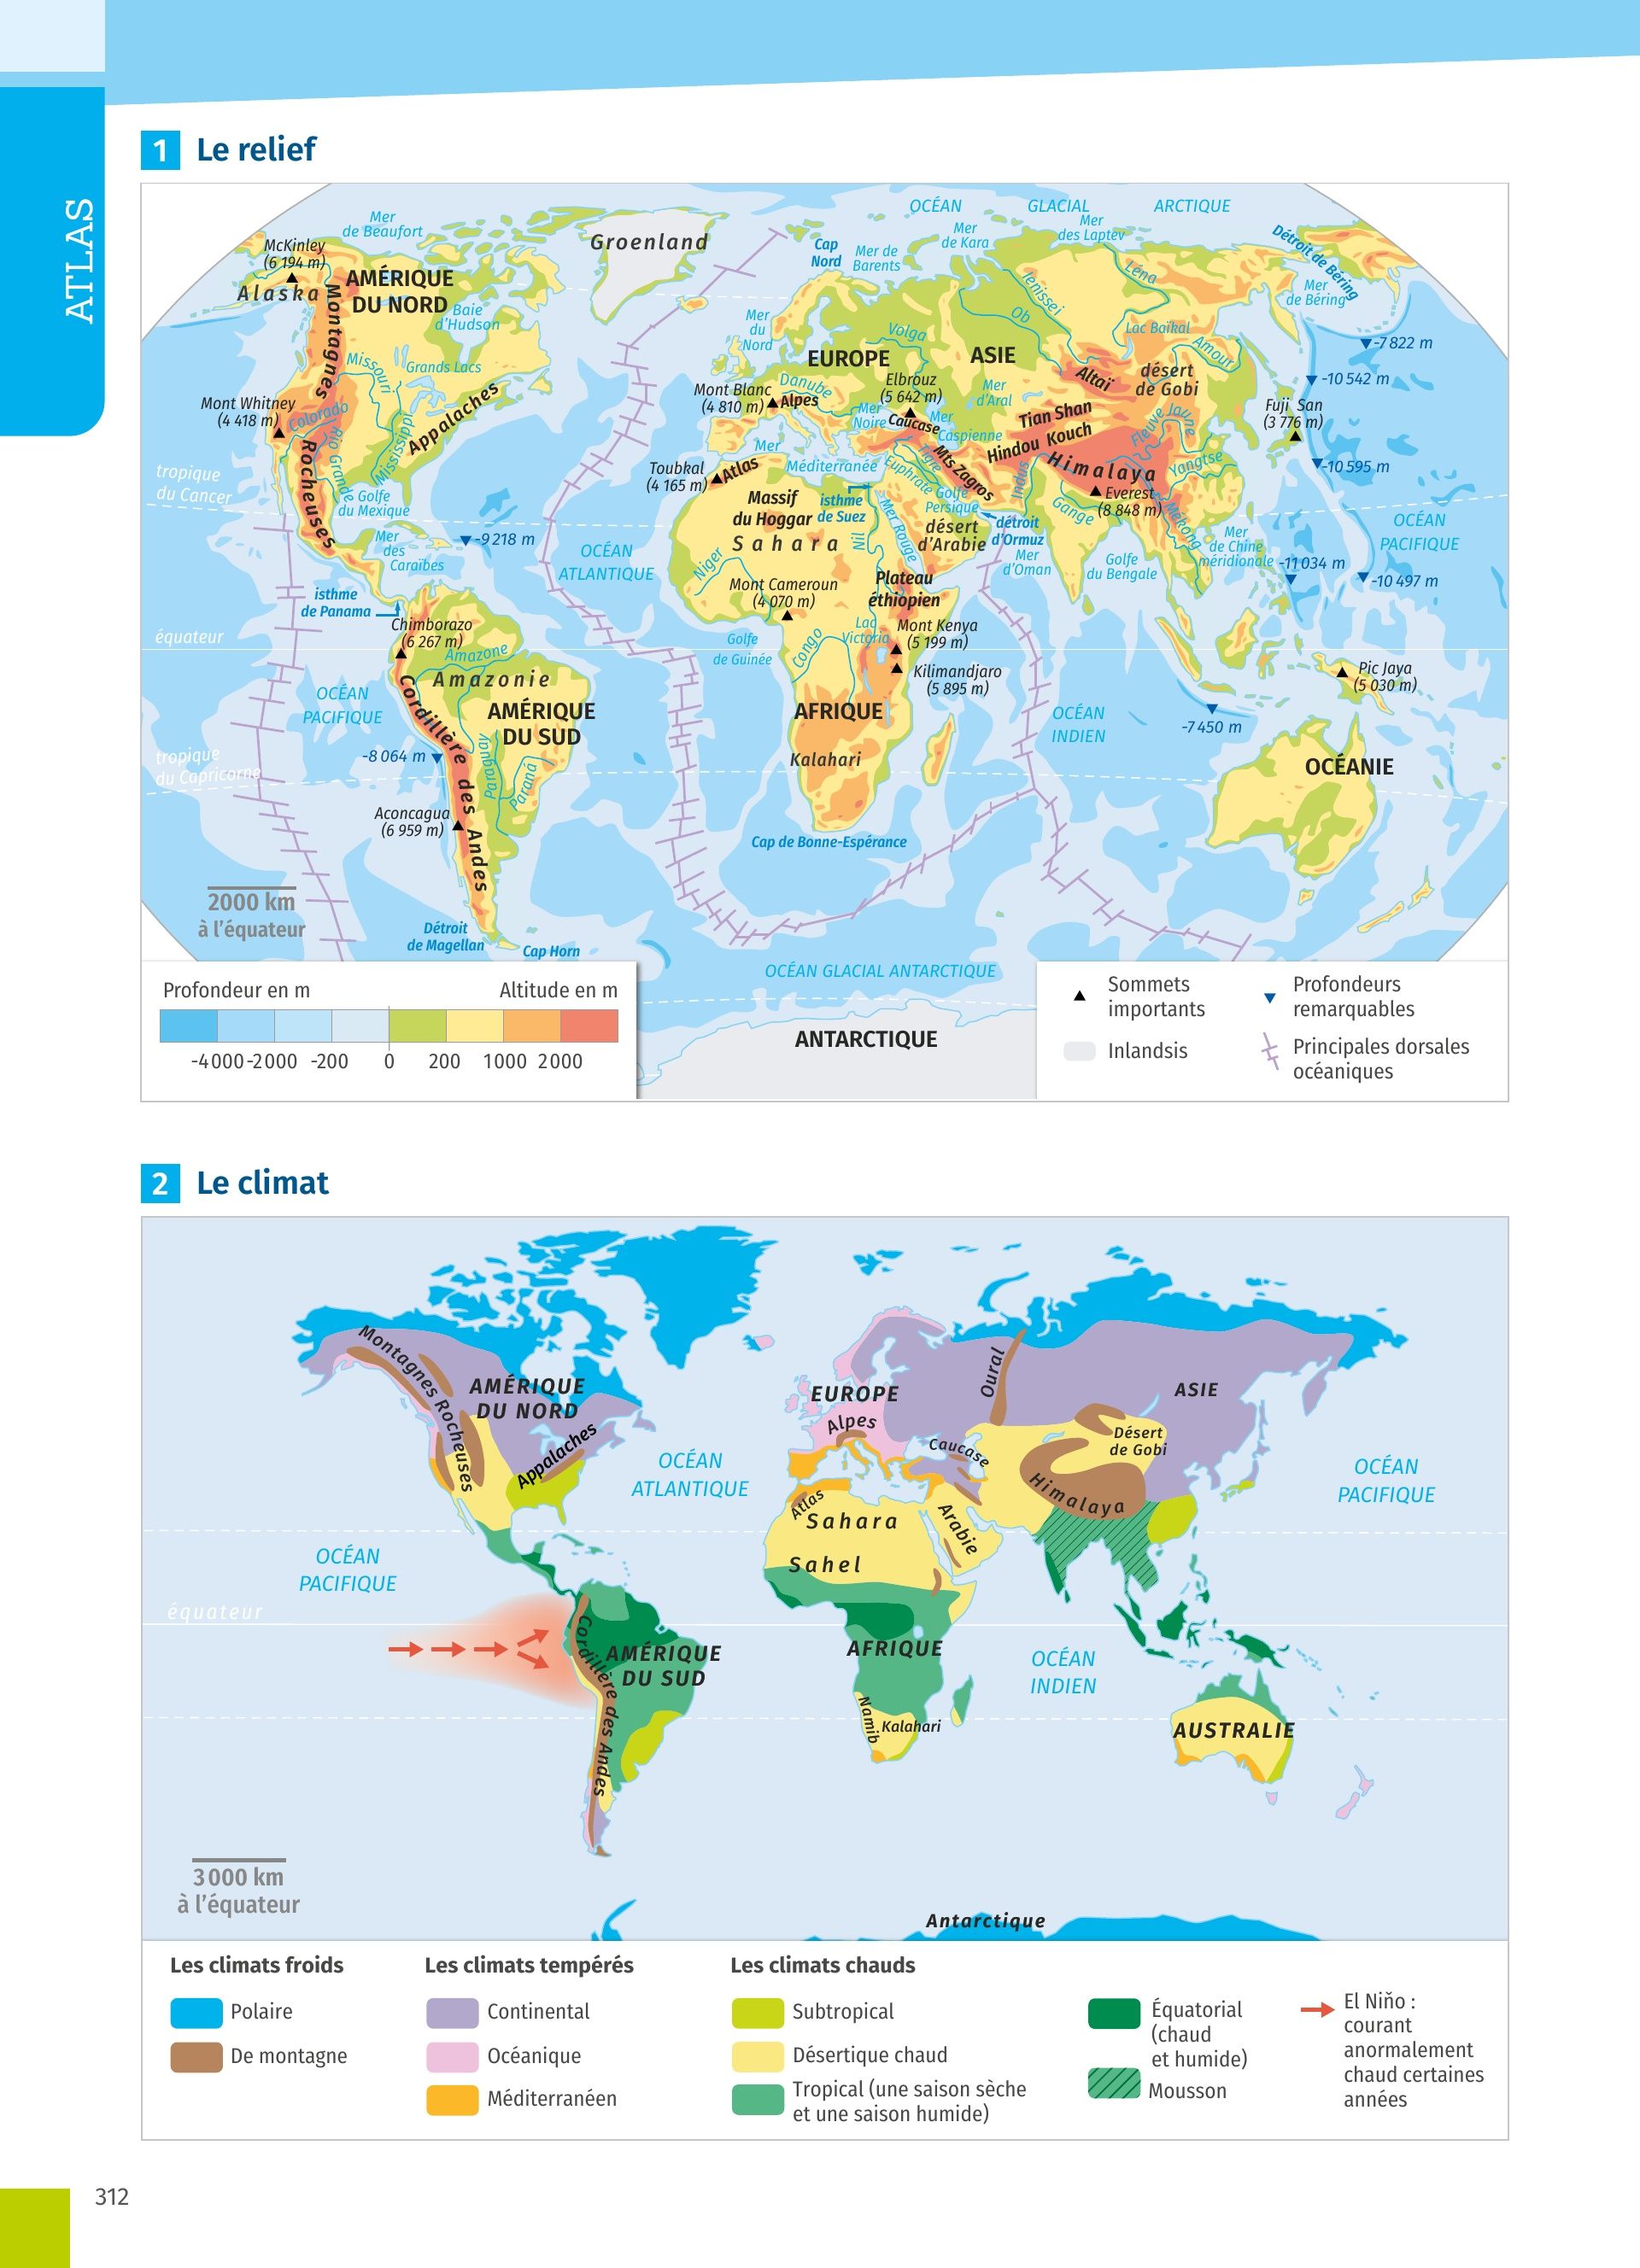 ATLAS
1 Le relief
OCÉAN GLACIAL ARCTIQUE
Mer
de Beaufort
McKinley
(6 194 m)
Alaska
AMÉRIQUE
DU NORD
Montagnes
Rocheuses
Baie
d'Hudson
Groenland
Cap
Nord
Mer de
Barents
Mer
de Kara
Mer
des Laptev
Détroit de Béring
Mer
de Béring
Léna
Ienisseï
Ob
Lac Baïkal
Amour
Mer
du
Nord
Volga
EUROPE
ASIE
Missouri
Grands Lacs
Mont Whitney
(4 418 m)
Colorado
Rio Grande
Mississippi
Appalaches
Mont Blanc
(4 810 m)
Alpes
Danube
Elbrouz
(5 642 m)
Mer
Noire
Caucase
Mer
Caspienne
Mer
d'Aral
Altaï
désert
de Gobi
Tian Shan
Hindou Kouch
Himalaya
Fleuve Jaune
Yangtse
Fuji San
(3 776 m)
-7 822 m
-10 542 m
-10 595 m
tropique
du Cancer
Golfe
du Mexique
Toubkal
(4 165 m)
Atlas
Mer
Méditerranée
Massif
du Hoggar
isthme
de Suez
Euphrate
Tigre
Mts Zagros
Golfe
Persique
Indus
détroit
d'Ormuz
Everest
(8 848 m)
Gange
Mékong
Sahara
Niger
Nil
Mer Rouge
désert
d'Arabie
Mer
d'Oman
Golfe
du Bengale
Mer
de Chine
méridionale
-11 034 m
-10 497 m
OCÉAN
PACIFIQUE
Mer
des
Caraïbes
-9 218 m
OCÉAN
ATLANTIQUE
isthme
de Panama
Mont Cameroun
(4 070 m)
Plateau
éthiopien
équateur
Chimborazo
(6 267 m)
Amazone
Amazonie
Golfe
de Guinée
Congo
Lac
Victoria
Mont Kenya
(5 199 m)
Kilimandjaro
(5 895 m)
Pic Jaya
(5 030 m)
OCÉAN
PACIFIQUE
Cordillère des Andes
AMÉRIQUE
DU SUD
AFRIQUE
OCÉAN
INDIEN
-7 450 m
tropique
du Capricorne
-8 064 m
Paraguay
Paraná
Kalahari
OCÉANIE
Aconcagua
(6 959 m)
Cap de Bonne-Espérance
2000 km
à l'équateur
Détroit
de Magellan
Cap Horn
OCÉAN GLACIAL ANTARCTIQUE
ANTARCTIQUE
Profondeur en m
Altitude en m
-4000 -2000 -200 0 200 1000 2000
Sommets
importants
Inlandsis
Profondeurs
remarquables
Principales dorsales
océaniques
2 Le climat
Montagnes Rocheuses
AMÉRIQUE
DU NORD
Appalaches
EUROPE
Alpes
Oural
ASIE
Caucase
Désert
de Gobi
Himalaya
OCÉAN
ATLANTIQUE
OCÉAN
PACIFIQUE
Atlas
Sahara
Sahel
Arabie
OCÉAN
PACIFIQUE
équateur
Cordillère des Andes
AMÉRIQUE
DU SUD
AFRIQUE
OCÉAN
INDIEN
Namib
Kalahari
AUSTRALIE
3 000 km
à l'équateur
Antarctique
Les climats froids
Polaire
De montagne
Les climats tempérés
Continental
Océanique
Méditerranéen
Les climats chauds
Subtropical
Désertique chaud
Tropical (une saison sèche
et une saison humide)
Équatorial
(chaud
et humide)
Mousson
El Niňo :
courant
anormalement
chaud certaines
années
312